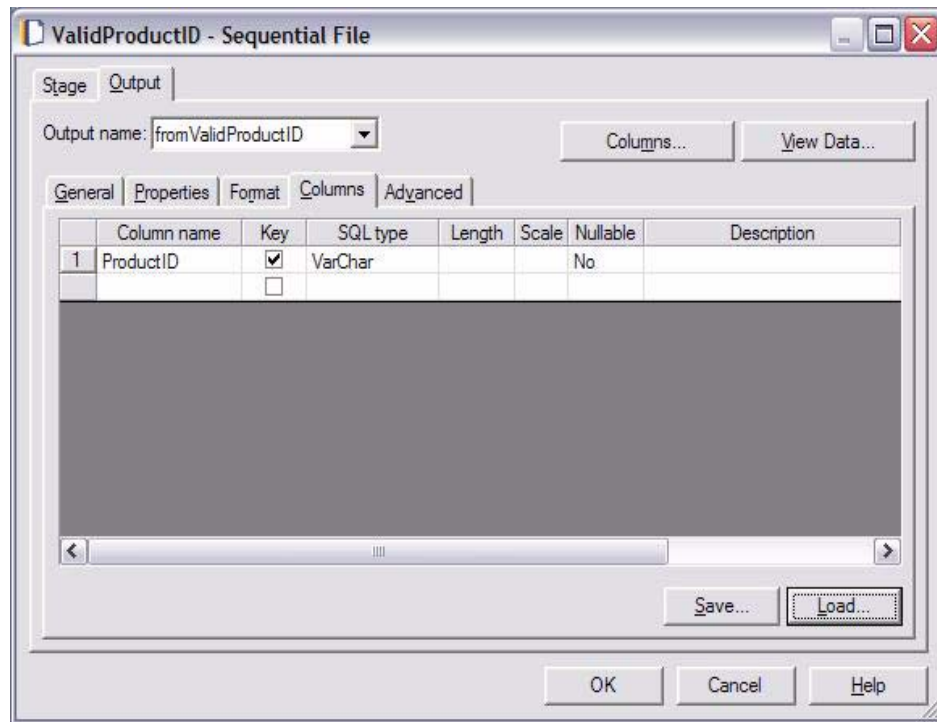 ValidProductID - Sequential File
Stage Output
Output name: fromValidProductID Columns... View Data...
General Properties Format Columns Advanced
Column name Key SQL type Length Scale Nullable Description
1 ProductID VarChar No
Save... Load...
OK Cancel Help